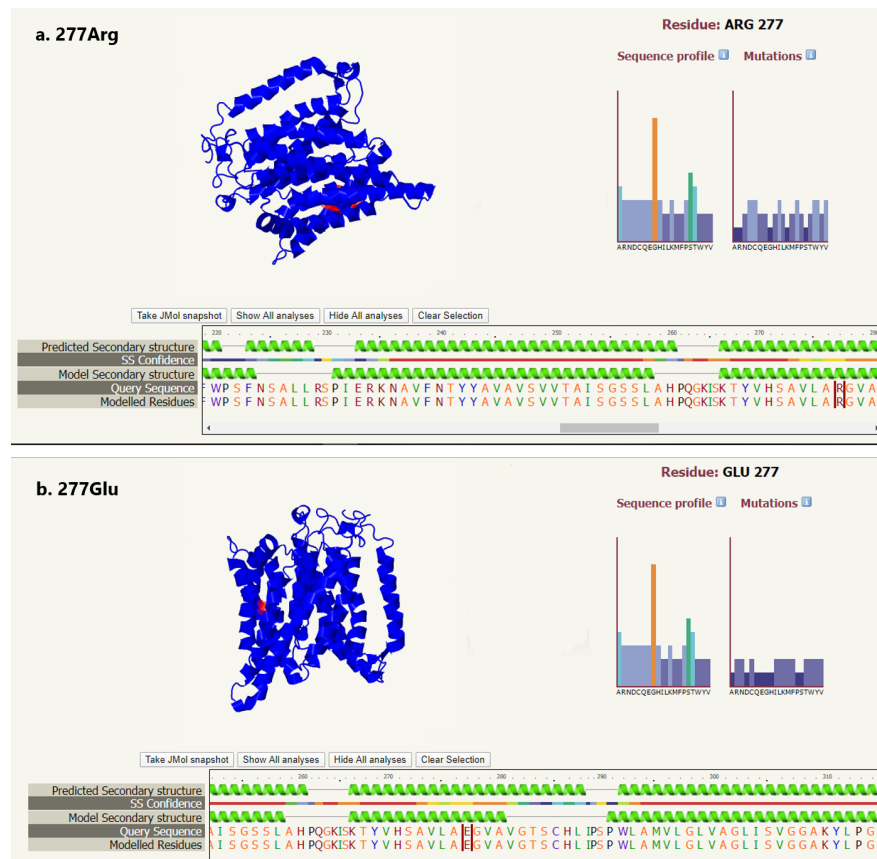 a. 277Arg
Residue: ARG 277
Sequence profile i Mutations i
ARNDCQEGHILKMFPSTWYV ARNDCQEGHILKMFPSTWYV
Take JMol snapshot Show All analyses Hide All analyses Clear Selection
220 230 240 250 260 270
Predicted Secondary structure
SS Confidence
Model Secondary structure
Query Sequence FWPSFNSALLRSPIERKNAVFNTYYAVAVSVVTAISGSSLAHPQGKISKTYVHSAVLARGVA
Modelled Residues FWPSFNSALLRSPIERKNAVFNTYYAVAVSVVTAISGSSLAHPQGKISKTYVHSAVLARGVA
b. 277Glu
Residue: GLU 277
Sequence profile i Mutations i
ARNDCQEGHILKMFPSTWYV ARNDCQEGHILKMFPSTWYV
Take JMol snapshot Show All analyses Hide All analyses Clear Selection
260 270 280 290 300 310
Predicted Secondary structure
SS Confidence
Model Secondary structure
Query Sequence AISGSSLAHPQGKISKTYVHSAVLAEGVAVGTSCHLIPSPWLAMVLGLVAGLISVGGAKYLPG
Modelled Residues AISGSSLAHPQGKISKTYVHSAVLAEGVAVGTSCHLIPSPWLAMVLGLVAGLISVGGAKYLPG